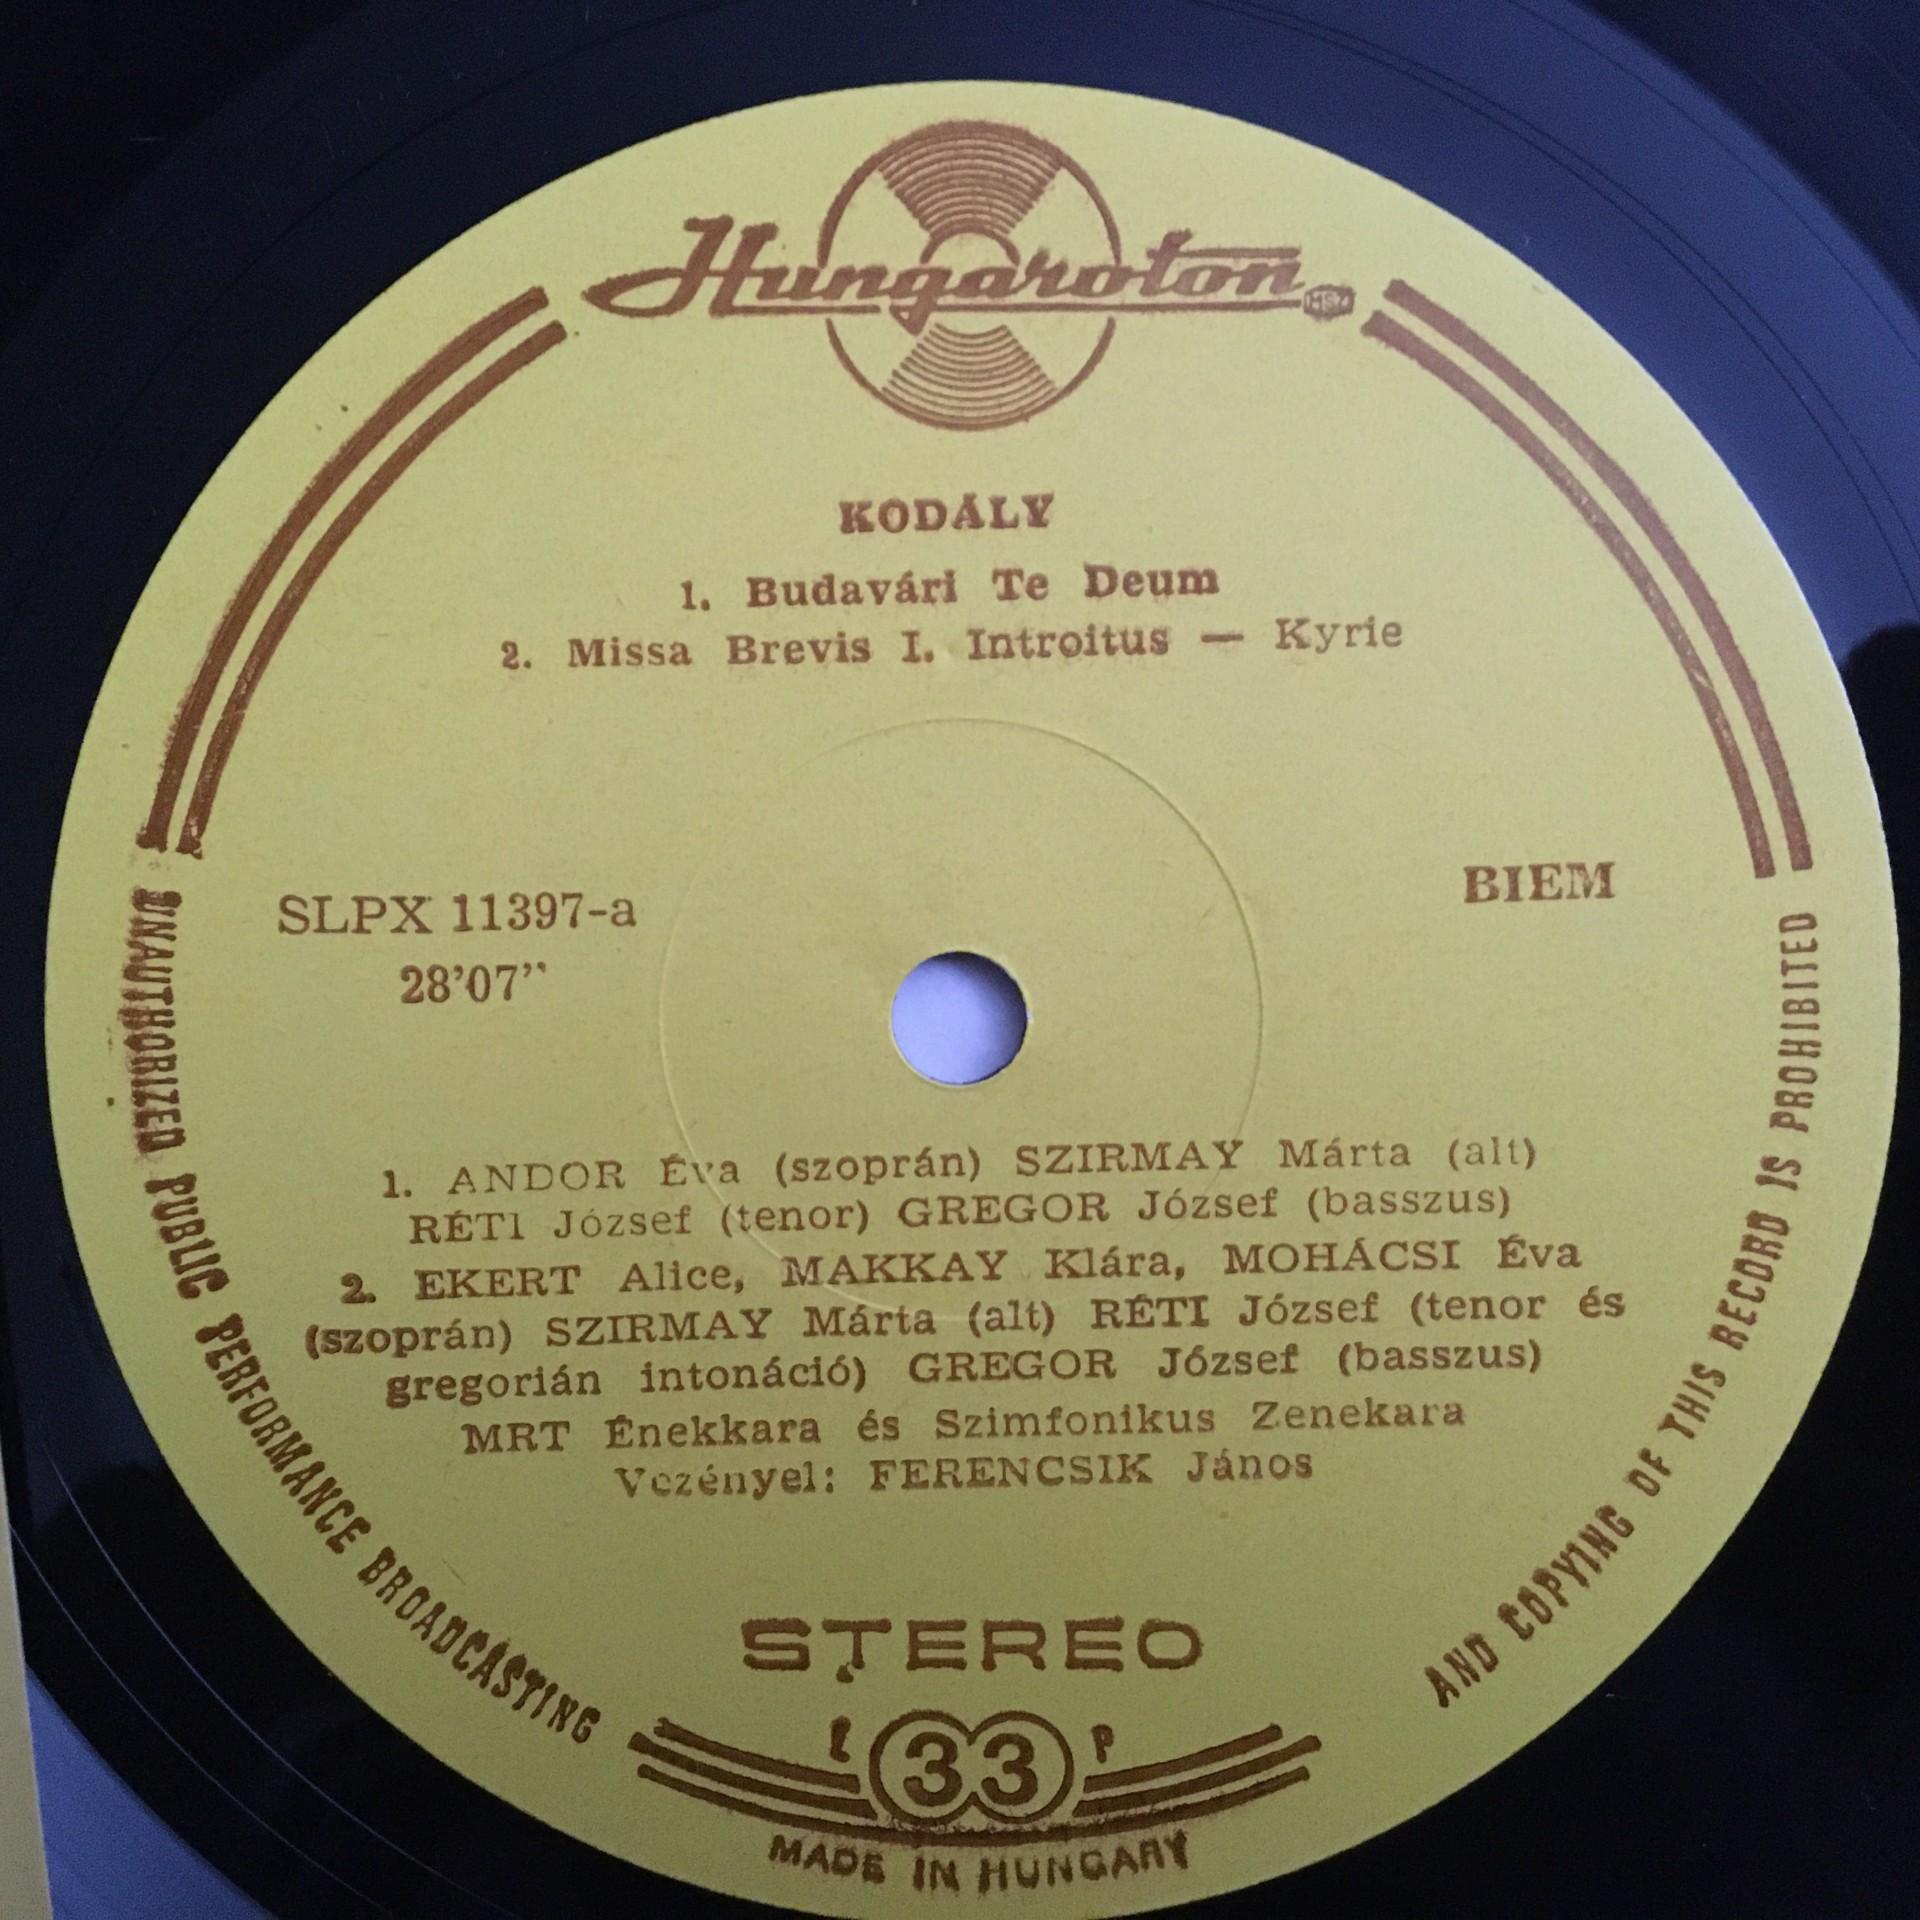 Hungaroton
KODÁLY
1. Budavári Te Deum
2. Missa Brevis I. Introitus — Kyrie
SLPX 11397-a
28'07''
BIEM
1. ANDOR Éva (szoprán) SZIRMAY Márta (alt)
RÉTI József (tenor) GREGOR József (basszus)
2. EKERT Alice, MAKKAY Klára, MOHÁCSI Éva
(szoprán) SZIRMAY Márta (alt) RÉTI József (tenor és
gregorián intonáció) GREGOR József (basszus)
MRT Énekkara és Szimfonikus Zenekara
Vezényel: FERENCSIK János
STEREO
L 33 P
MADE IN HUNGARY
UNAUTHORIZED PUBLIC PERFORMANCE BROADCASTING
AND COPYING OF THIS RECORD IS PROHIBITED